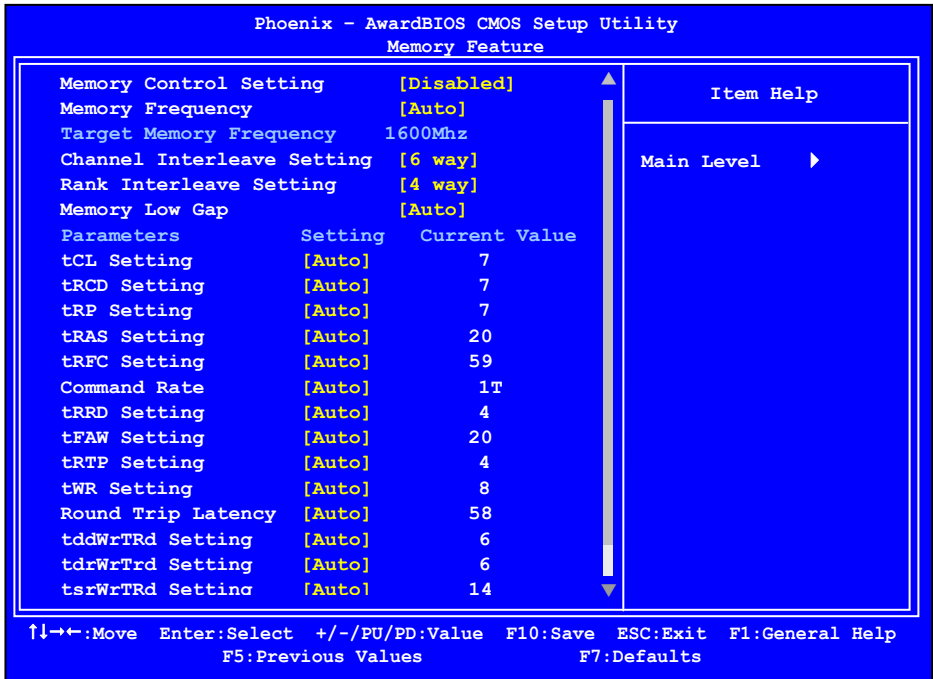 Phoenix – AwardBIOS CMOS Setup Utility
Memory Feature
Memory Control Setting [Disabled]
Memory Frequency [Auto]
Target Memory Frequency 1600Mhz
Channel Interleave Setting [6 way]
Rank Interleave Setting [4 way]
Memory Low Gap [Auto]
Parameters Setting Current Value
tCL Setting [Auto] 7
tRCD Setting [Auto] 7
tRP Setting [Auto] 7
tRAS Setting [Auto] 20
tRFC Setting [Auto] 59
Command Rate [Auto] 1T
tRRD Setting [Auto] 4
tFAW Setting [Auto] 20
tRTP Setting [Auto] 4
tWR Setting [Auto] 8
Round Trip Latency [Auto] 58
tddWrTRd Setting [Auto] 6
tdrWrTrd Setting [Auto] 6
tsrWrTRd Setting [Auto] 14
Item Help
Main Level
↑↓→←:Move Enter:Select +/-/PU/PD:Value F10:Save ESC:Exit F1:General Help
F5:Previous Values F7:Defaults